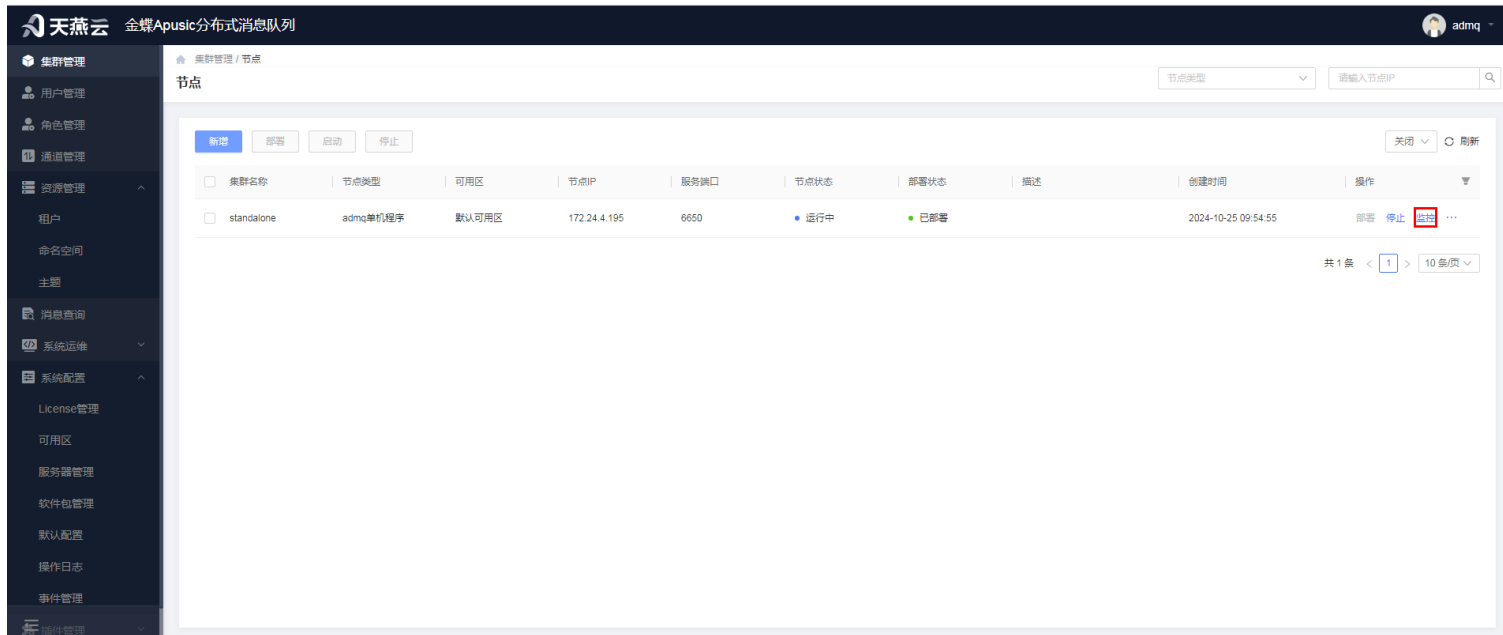 天燕云 金蝶Apusic分布式消息队列 admq
集群管理
用户管理
角色管理
通道管理
资源管理
租户
命名空间
主题
消息查询
系统运维
系统配置
License管理
可用区
服务器管理
软件包管理
默认配置
操作日志
事件管理
插件管理
集群管理 / 节点
节点 节点类型 请输入节点IP
新增 部署 启动 停止 关闭 刷新
集群名称 节点类型 可用区 节点IP 服务端口 节点状态 部署状态 描述 创建时间 操作
standalone admq单机程序 默认可用区 172.24.4.195 6650 运行中 已部署 2024-10-25 09:54:55 部署 停止 监控 ···
共 1 条 < 1 > 10 条/页